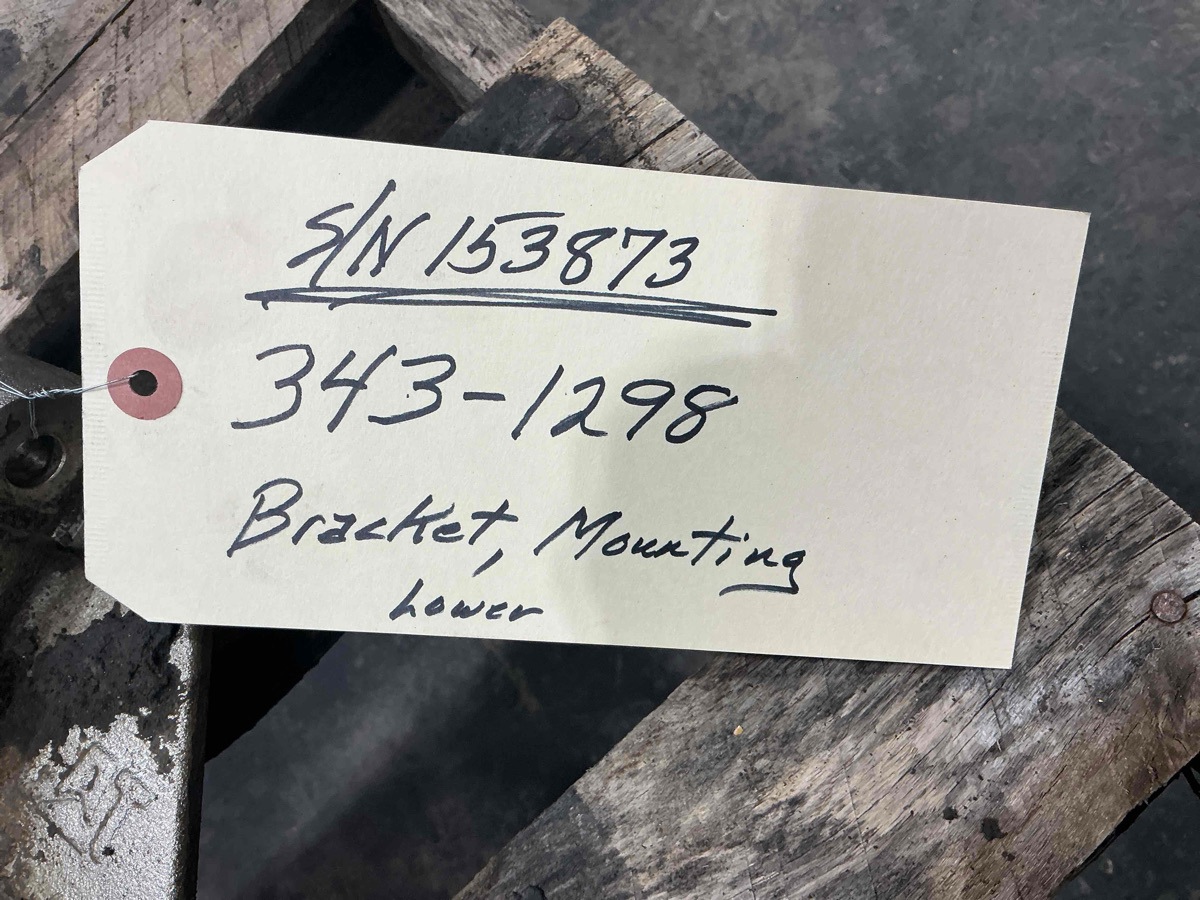 S/N 153873
343-1298
Bracket, Mounting
Lower